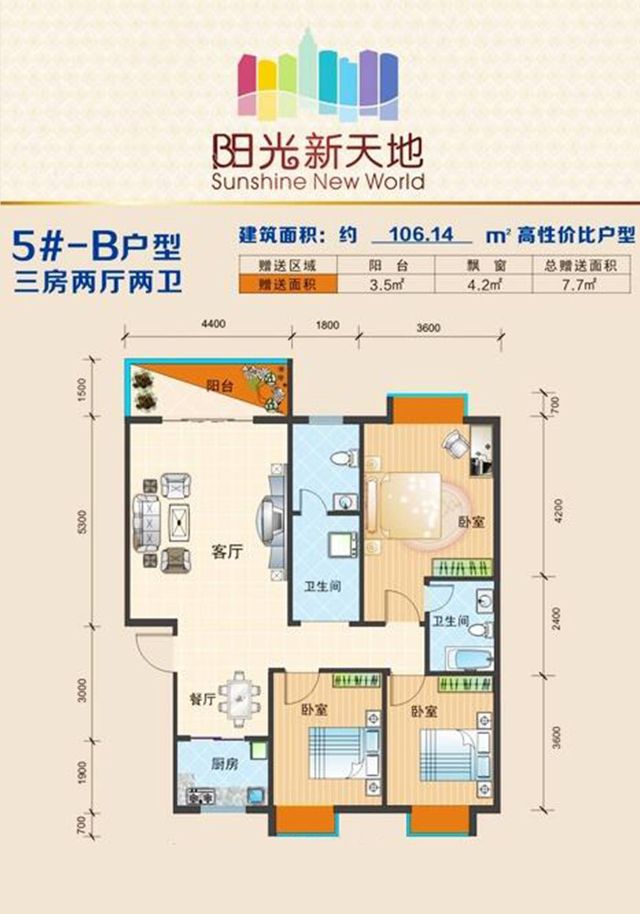 阳光新天地
Sunshine New World
5#-B户型
三房两厅两卫
建筑面积：约 106.14 m² 高性价比户型
赠送区域 阳台 飘窗 总赠送面积
赠送面积 3.5㎡ 4.2㎡ 7.7㎡
4400 1800 3600
1500
阳台
700
5300
4200
客厅
卧室
卫生间
卫生间
2400
3000
餐厅
卧室
卧室
3600
厨房
1900
700